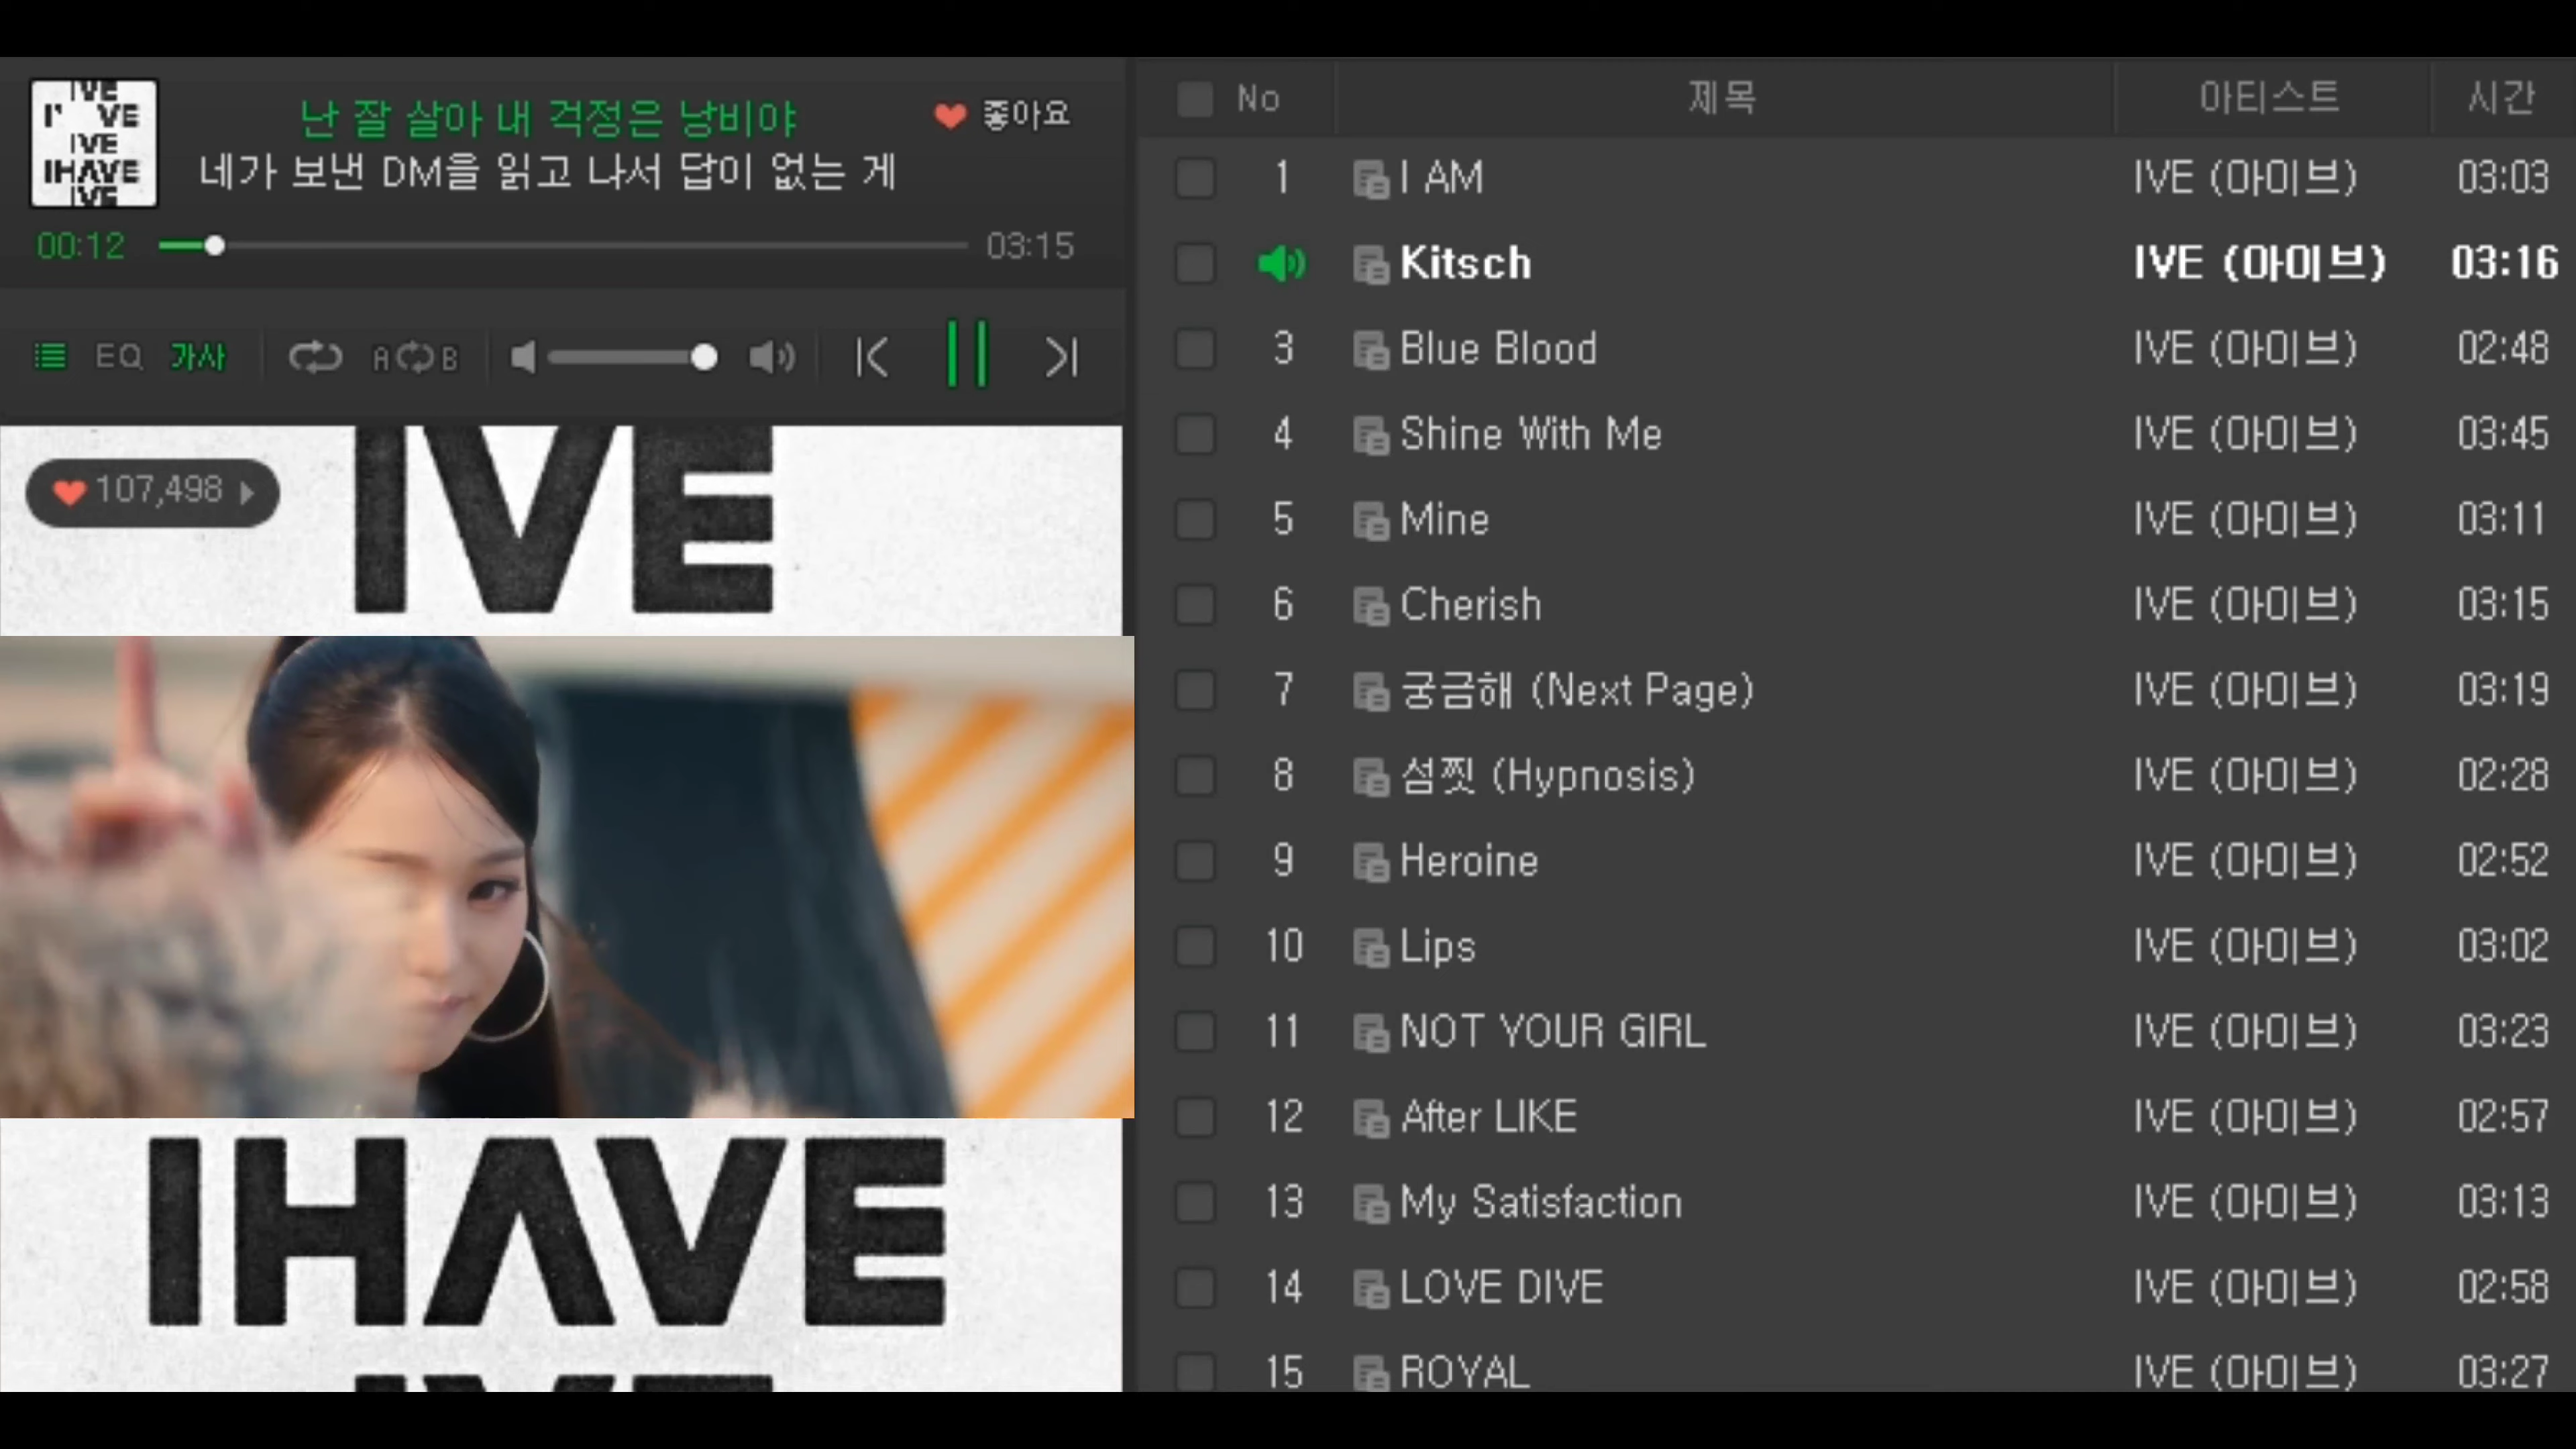 IVE
I' VE
IVE
IHAVE
IVE
난 잘 살아 내 걱정은 낭비야
좋아요
네가 보낸 DM을 읽고 나서 답이 없는 게
00:12
03:15
EQ 가사 A B
107,498
IVE
IHAVE
IVE
No 제목 아티스트 시간
1 I AM IVE (아이브) 03:03
Kitsch IVE (아이브) 03:16
3 Blue Blood IVE (아이브) 02:48
4 Shine With Me IVE (아이브) 03:45
5 Mine IVE (아이브) 03:11
6 Cherish IVE (아이브) 03:15
7 궁금해 (Next Page) IVE (아이브) 03:19
8 섬찟 (Hypnosis) IVE (아이브) 02:28
9 Heroine IVE (아이브) 02:52
10 Lips IVE (아이브) 03:02
11 NOT YOUR GIRL IVE (아이브) 03:23
12 After LIKE IVE (아이브) 02:57
13 My Satisfaction IVE (아이브) 03:13
14 LOVE DIVE IVE (아이브) 02:58
15 ROYAL IVE (아이브) 03:27